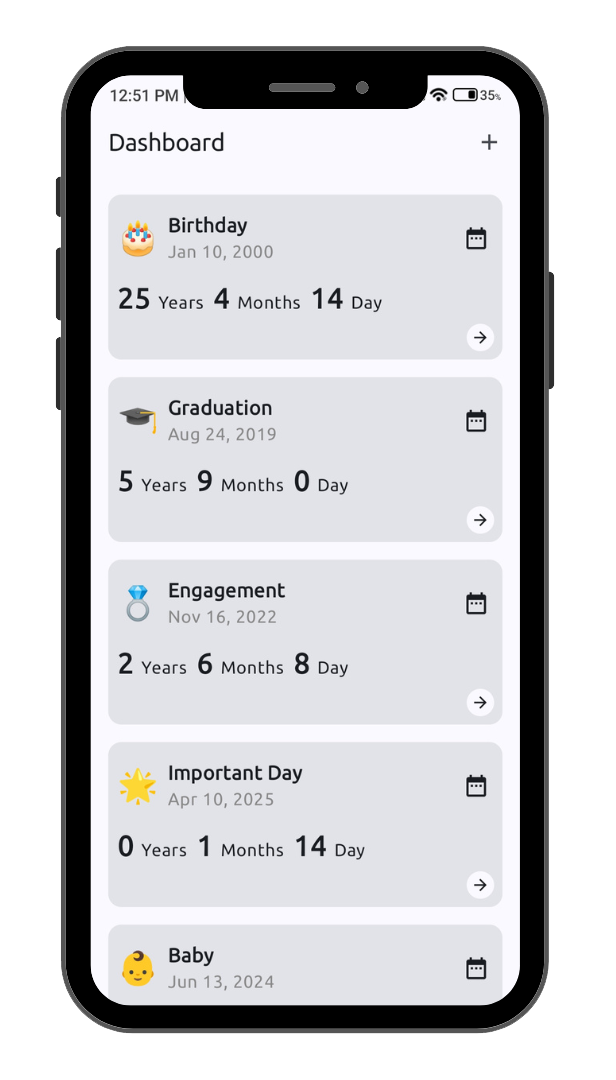 12:51 PM
35%
Dashboard
Birthday
Jan 10, 2000
25 Years 4 Months 14 Day
Graduation
Aug 24, 2019
5 Years 9 Months 0 Day
Engagement
Nov 16, 2022
2 Years 6 Months 8 Day
Important Day
Apr 10, 2025
0 Years 1 Months 14 Day
Baby
Jun 13, 2024